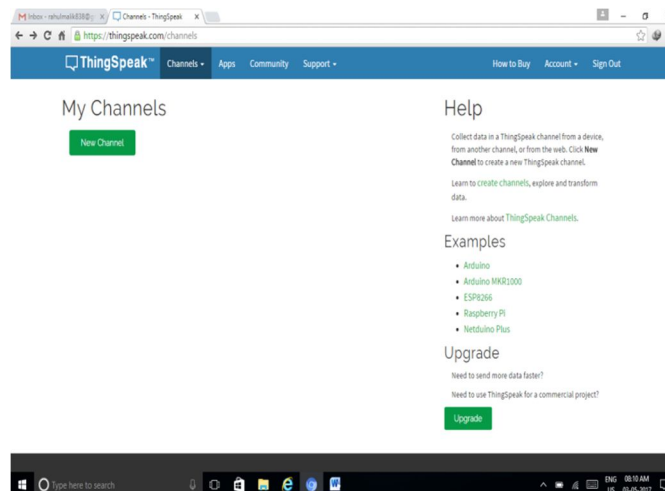 Inbox - rahulmalik838@g
Channels - ThingSpeak
https://thingspeak.com/channels
ThingSpeak™ Channels Apps Community Support How to Buy Account Sign Out
My Channels
New Channel
Help
Collect data in a ThingSpeak channel from a device,
from another channel, or from the web. Click New
Channel to create a new ThingSpeak channel.
Learn to create channels, explore and transform
data.
Learn more about ThingSpeak Channels.
Examples
Arduino
Arduino MKR1000
ESP8266
Raspberry Pi
Netduino Plus
Upgrade
Need to send more data faster?
Need to use ThingSpeak for a commercial project?
Upgrade
Type here to search
ENG 08:10 AM
US 03-05-2017